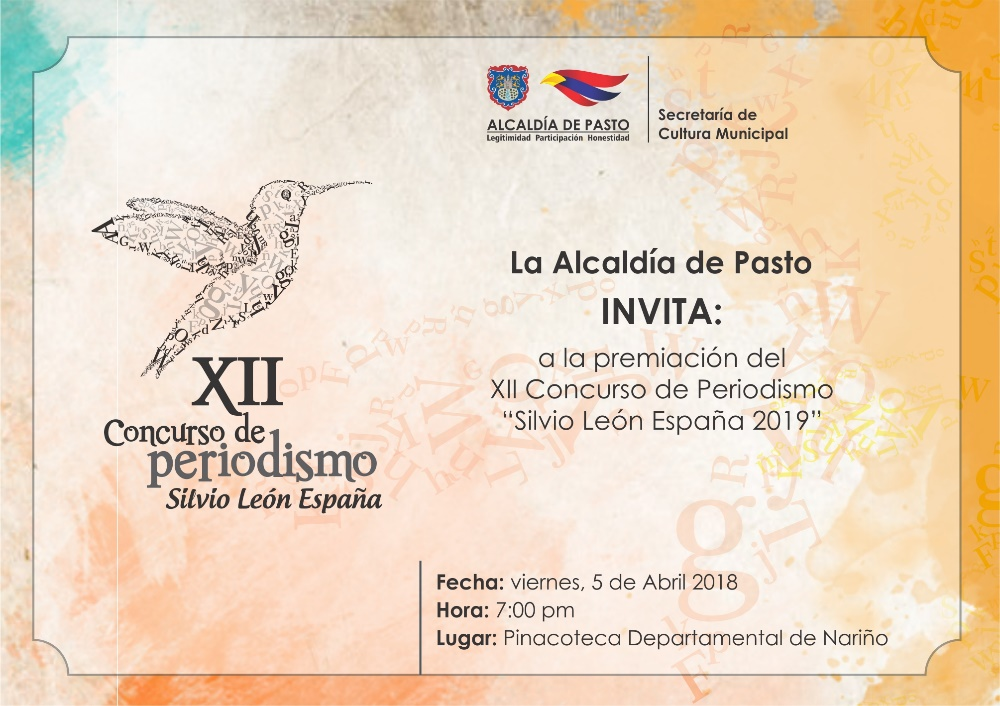 ALCALDÍA DE PASTO
Legitimidad Participación Honestidad
Secretaría de
Cultura Municipal
XII
Concurso de
periodismo
Silvio León España
La Alcaldía de Pasto
INVITA:
a la premiación del
XII Concurso de Periodismo
“Silvio León España 2019”
Fecha: viernes, 5 de Abril 2018
Hora: 7:00 pm
Lugar: Pinacoteca Departamental de Nariño